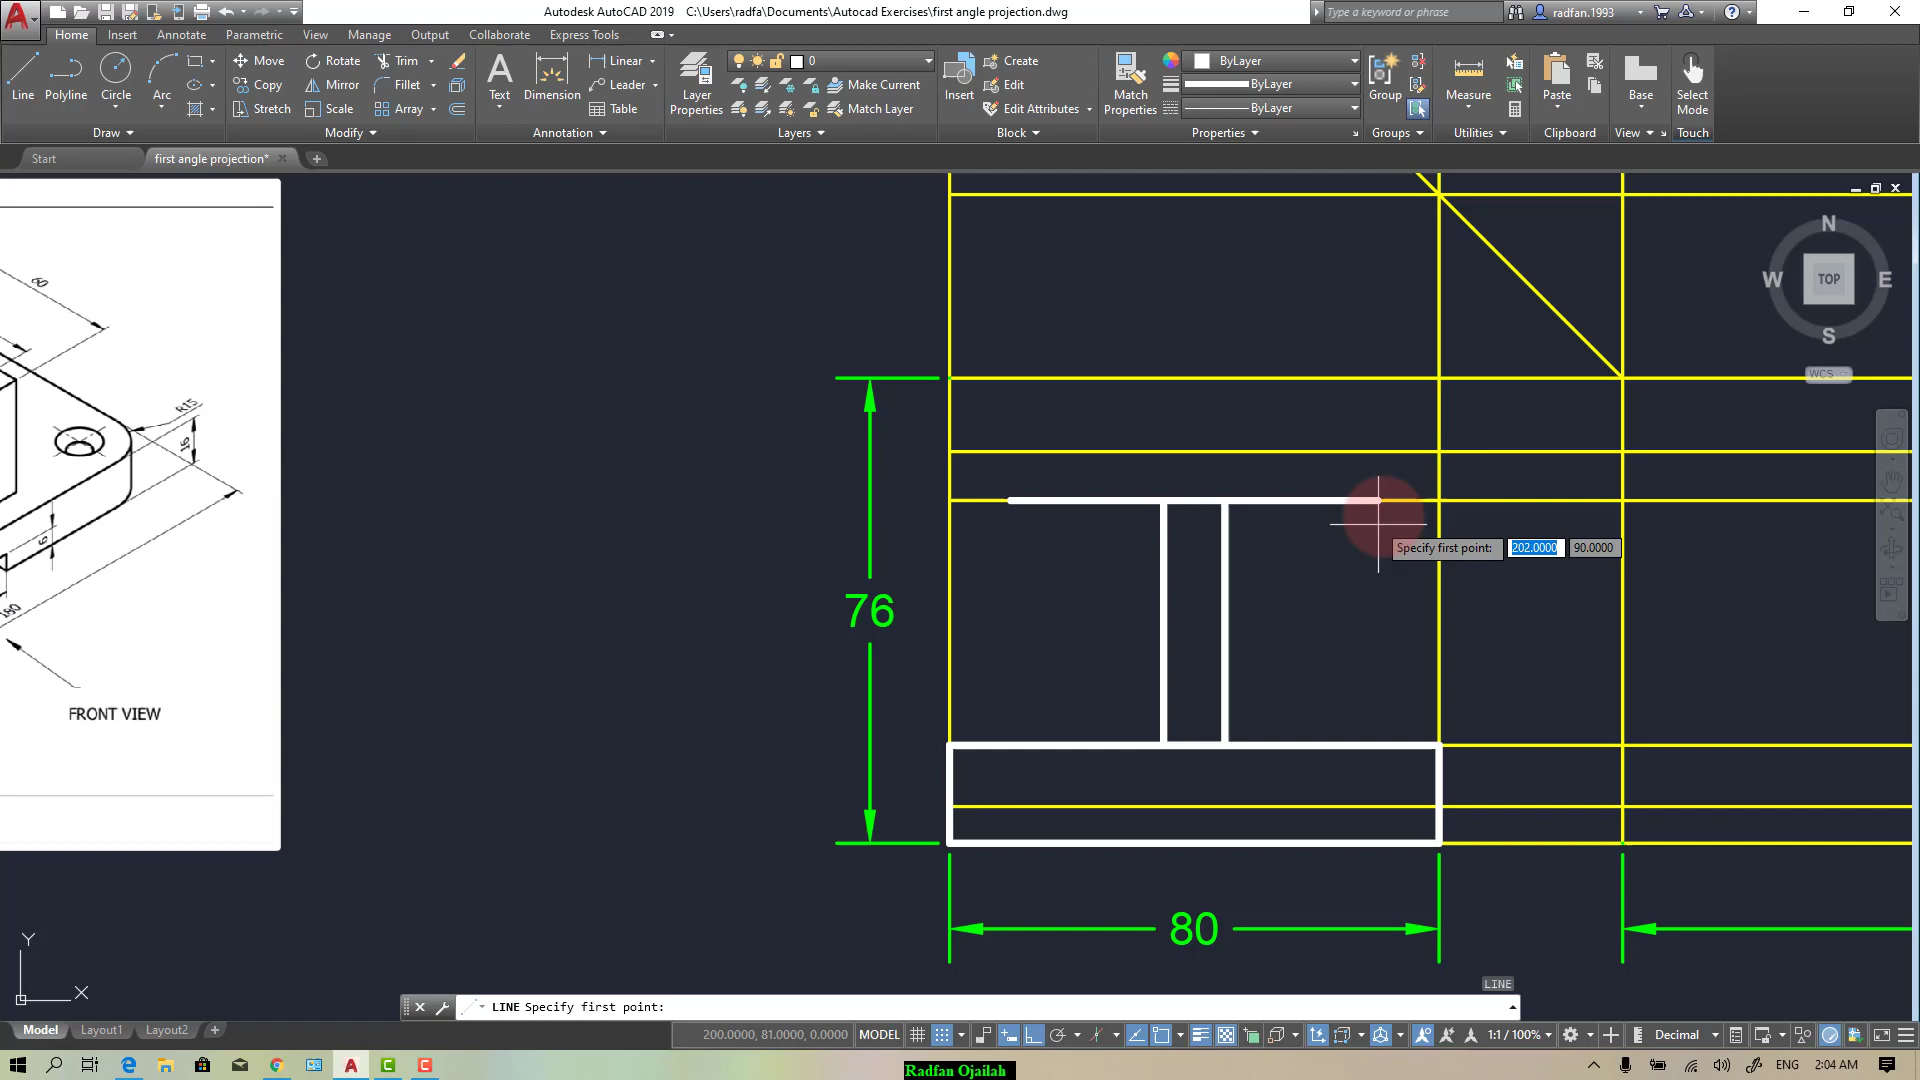 Autodesk AutoCAD 2019 C:\Users\radfa\Documents\Autocad Exercises\first angle projection.dwg
Type a keyword or phrase
radfan.1993
Home Insert Annotate Parametric View Manage Output Collaborate Express Tools
Line Polyline Circle Arc
Move Rotate Trim
Copy Mirror Fillet
Stretch Scale Array
Text Dimension
Linear
Leader
Table
Layer Properties
0
Make Current
Match Layer
Insert
Create
Edit
Edit Attributes
Match Properties
ByLayer
ByLayer
ByLayer
Group
Measure
Paste
Base
Select Mode
Draw Modify Annotation Layers Block Properties Groups Utilities Clipboard View Touch
Start first angle projection*
N
W TOP E
S
WCS
60
R15
16
6
180
FRONT VIEW
76
80
Specify first point: 202.0000 90.0000
Y
X
LINE
LINE Specify first point:
Model Layout1 Layout2
200.0000, 81.0000, 0.0000 MODEL 1:1 / 100% Decimal
Radfan Ojailah
ENG 2:04 AM